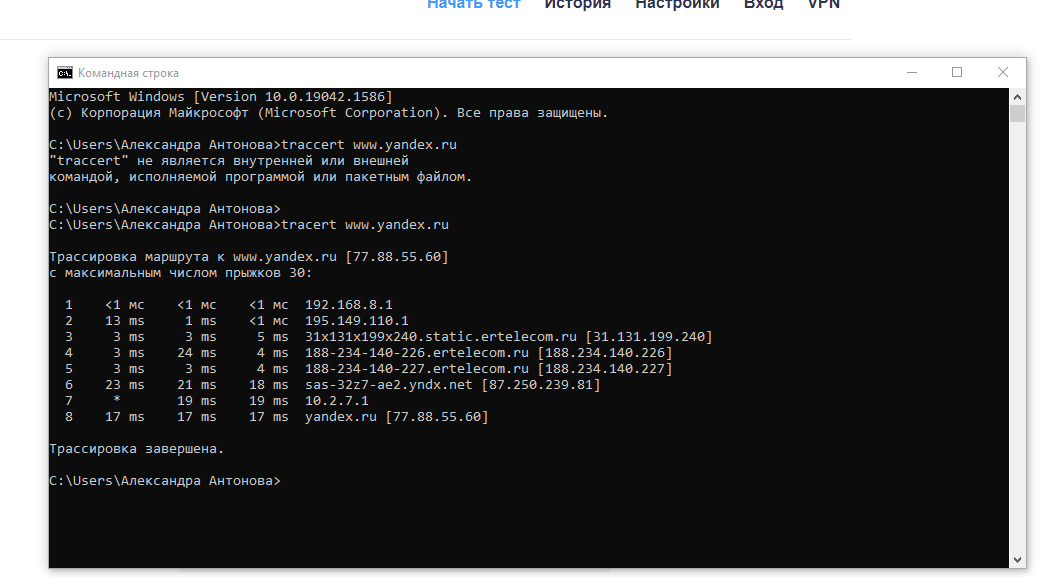 Начать тест История Настройки Вход VPN
Командная строка
Microsoft Windows [Version 10.0.19042.1586]
(c) Корпорация Майкрософт (Microsoft Corporation). Все права защищены.
C:\Users\Александра Антонова>traccert www.yandex.ru
"traccert" не является внутренней или внешней
командой, исполняемой программой или пакетным файлом.
C:\Users\Александра Антонова>
C:\Users\Александра Антонова>tracert www.yandex.ru
Трассировка маршрута к www.yandex.ru [77.88.55.60]
с максимальным числом прыжков 30:
1 <1 мс <1 мс <1 мс 192.168.8.1
2 13 ms 1 ms <1 мс 195.149.110.1
3 3 ms 3 ms 5 ms 31x131x199x240.static.ertelecom.ru [31.131.199.240]
4 3 ms 24 ms 4 ms 188-234-140-226.ertelecom.ru [188.234.140.226]
5 3 ms 3 ms 4 ms 188-234-140-227.ertelecom.ru [188.234.140.227]
6 23 ms 21 ms 18 ms sas-32z7-ae2.yndx.net [87.250.239.81]
7 * 19 ms 19 ms 10.2.7.1
8 17 ms 17 ms 17 ms yandex.ru [77.88.55.60]
Трассировка завершена.
C:\Users\Александра Антонова>